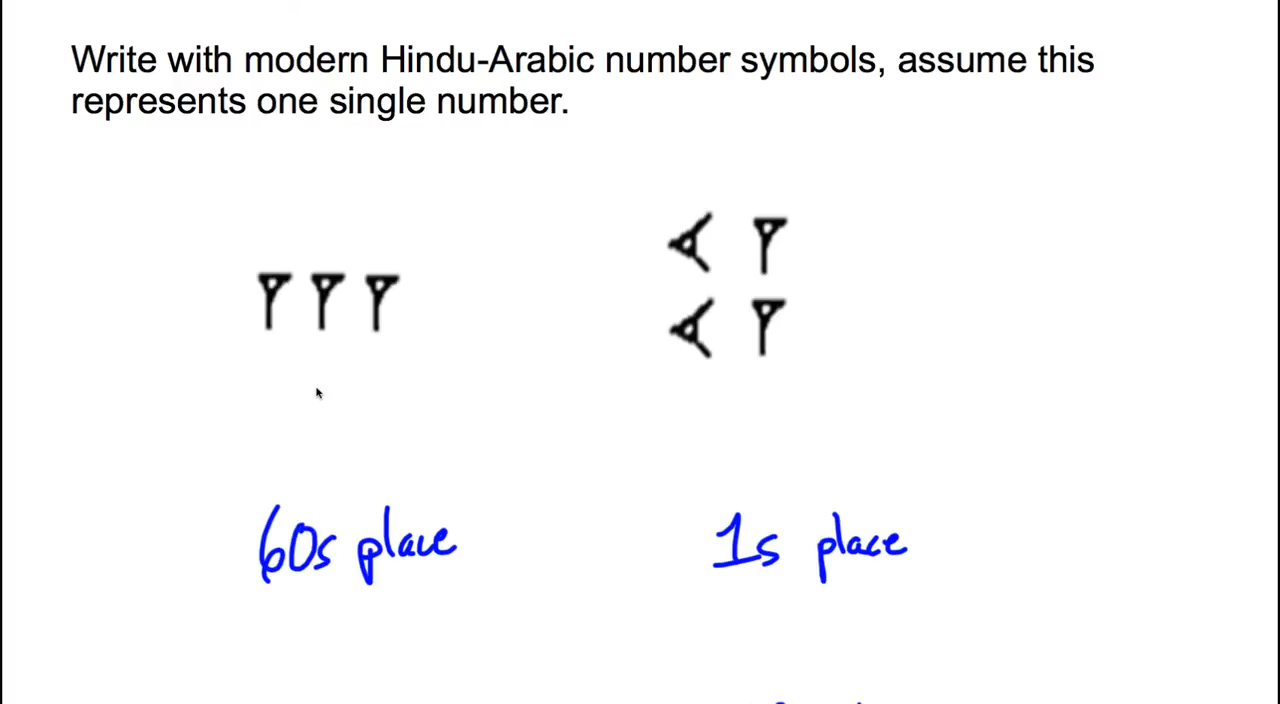 Write with modern Hindu-Arabic number symbols, assume this
represents one single number.
𒁹 𒁹 𒁹
𒌋 𒁹
𒌋 𒁹
60s place
1s place